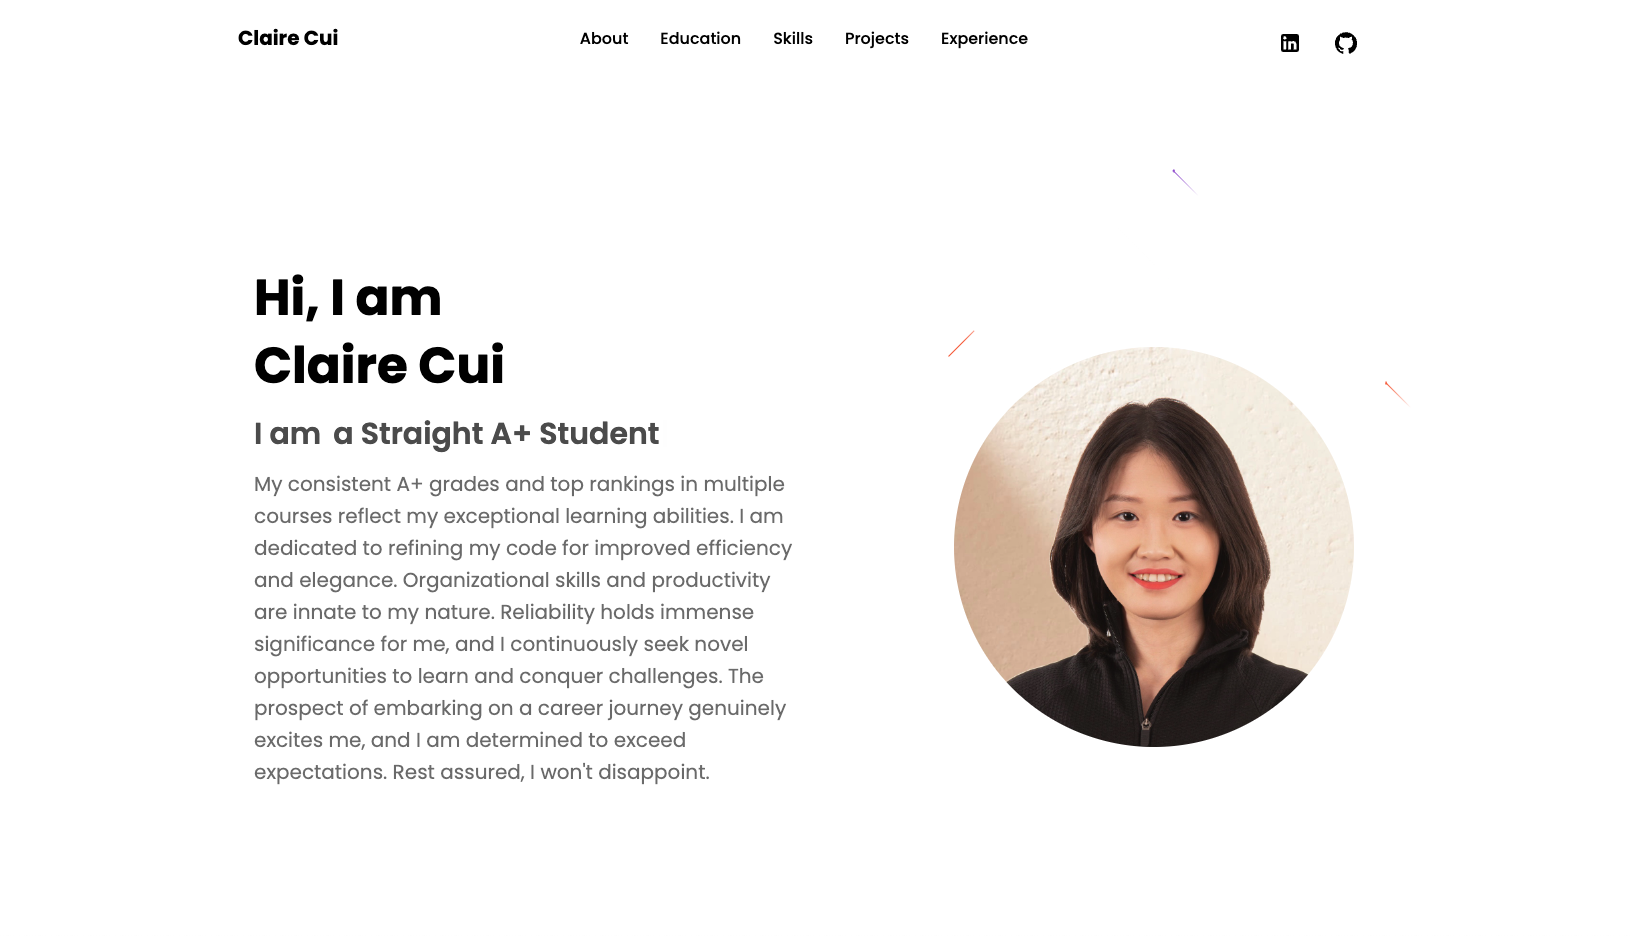 Claire Cui
About Education Skills Projects Experience
Hi, I am
Claire Cui
I am a Straight A+ Student
My consistent A+ grades and top rankings in multiple
courses reflect my exceptional learning abilities. I am
dedicated to refining my code for improved efficiency
and elegance. Organizational skills and productivity
are innate to my nature. Reliability holds immense
significance for me, and I continuously seek novel
opportunities to learn and conquer challenges. The
prospect of embarking on a career journey genuinely
excites me, and I am determined to exceed
expectations. Rest assured, I won't disappoint.